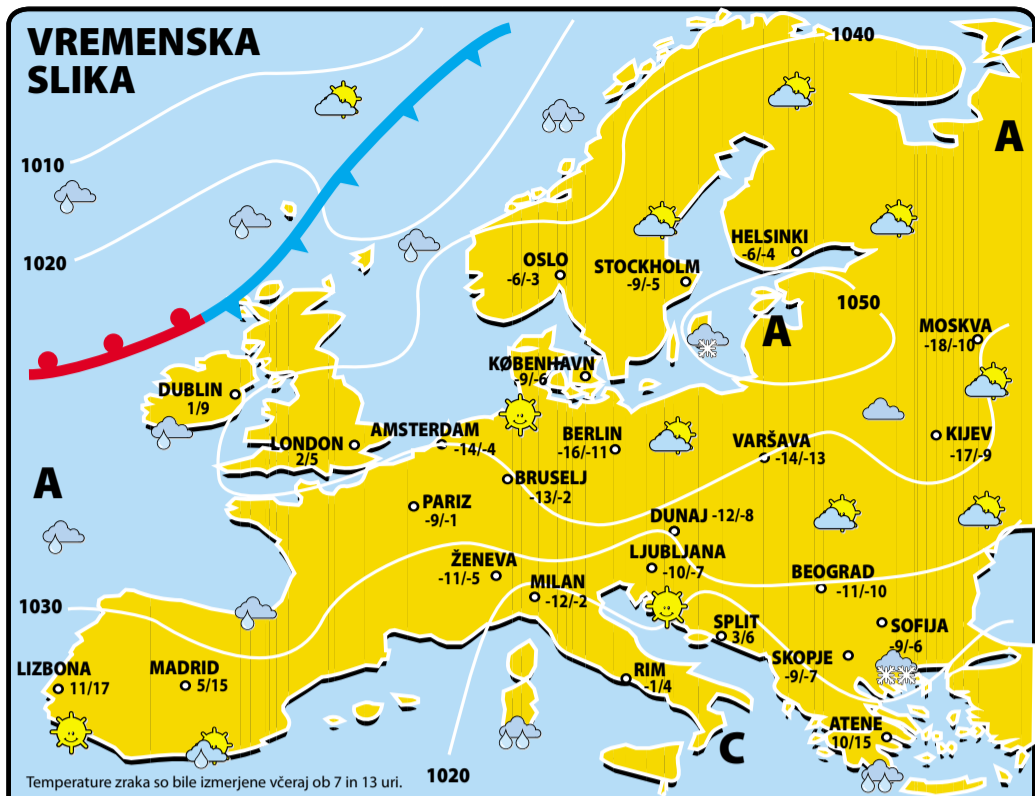 VREMENSKA
SLIKA
1040
A
1010
1020
HELSINKI
-6/-4
OSLO
-6/-3
STOCKHOLM
-9/-5
1050
A
MOSKVA
-18/-10
KØBENHAVN
-9/-6
DUBLIN
1/9
AMSTERDAM
-14/-4
BERLIN
-16/-11
VARŠAVA
-14/-13
KIJEV
-17/-9
LONDON
2/5
A
BRUSELJ
-13/-2
PARIZ
-9/-1
DUNAJ -12/-8
ŽENEVA
-11/-5
LJUBLJANA
-10/-7
MILAN
-12/-2
BEOGRAD
-11/-10
1030
SPLIT
3/6
SOFIJA
-9/-6
SKOPJE
-9/-7
LIZBONA
11/17
MADRID
5/15
RIM
-1/4
C
ATENE
10/15
1020
Temperature zraka so bile izmerjene včeraj ob 7 in 13 uri.